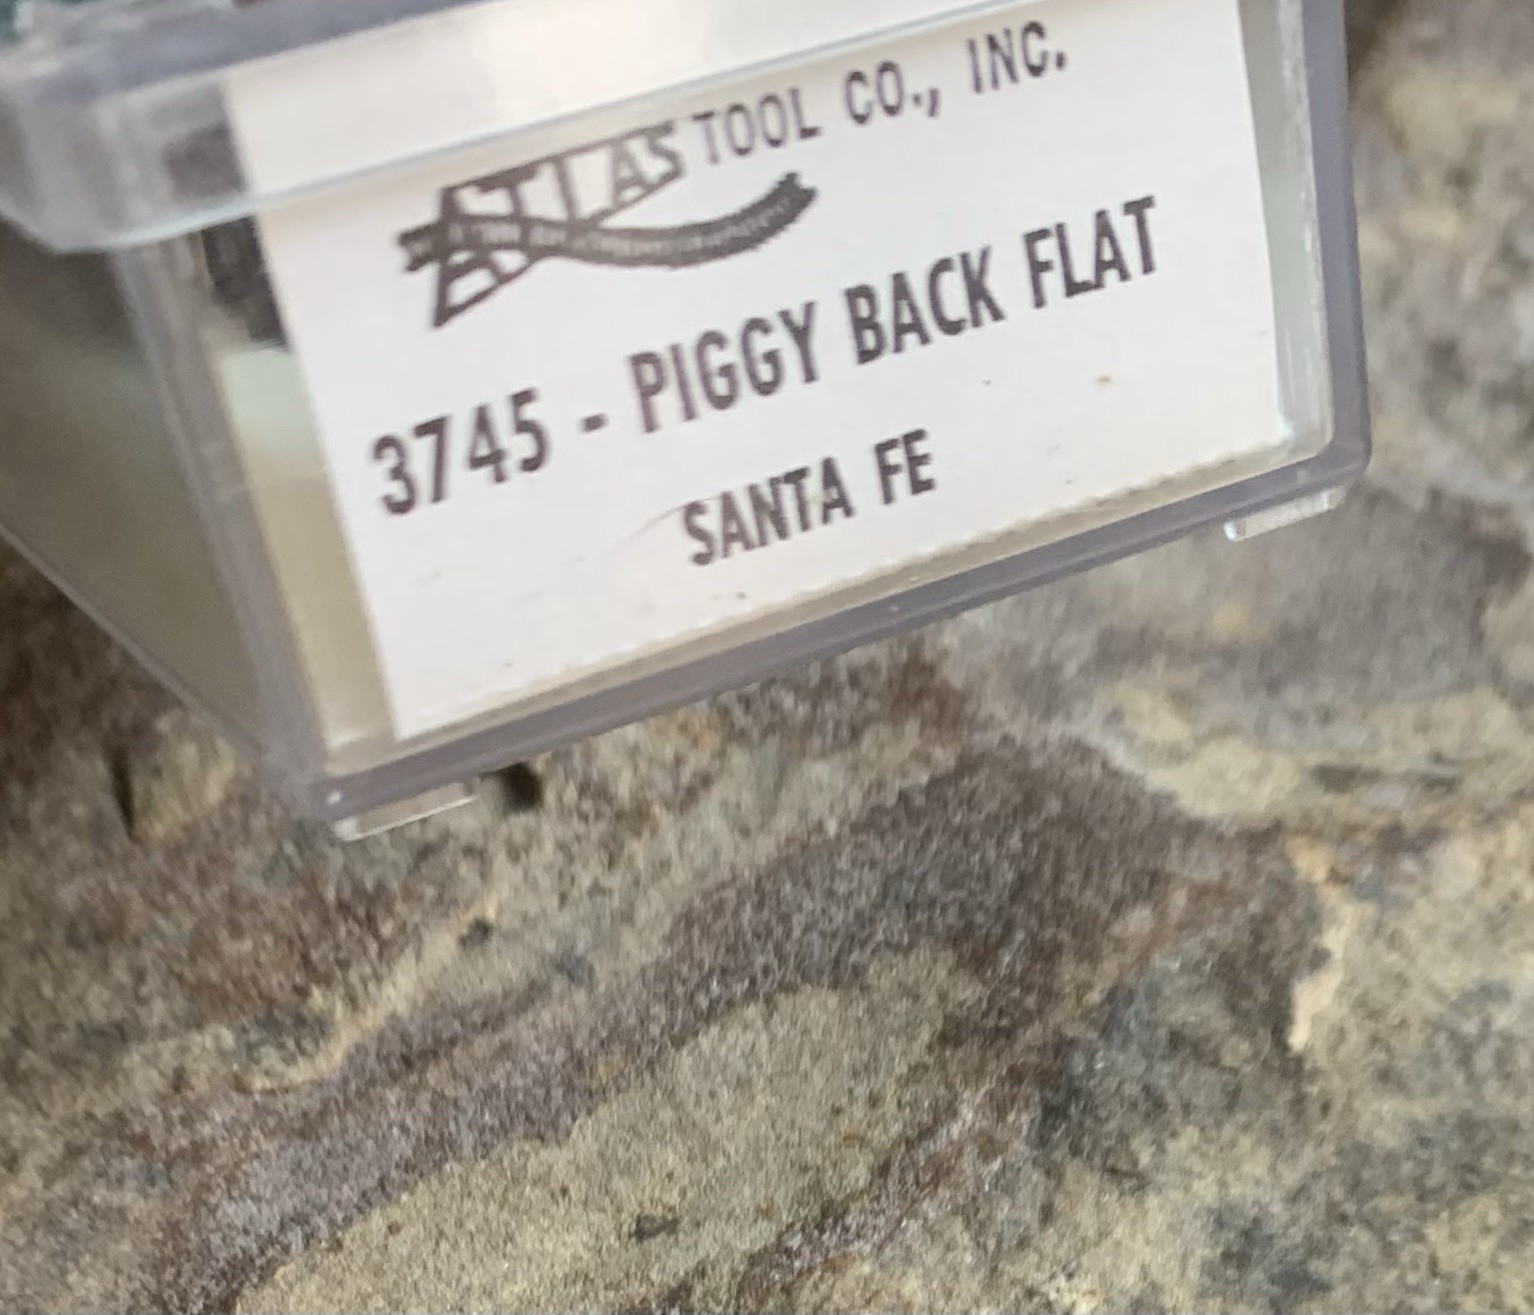 ATLAS TOOL CO., INC.
3745 - PIGGY BACK FLAT
SANTA FE